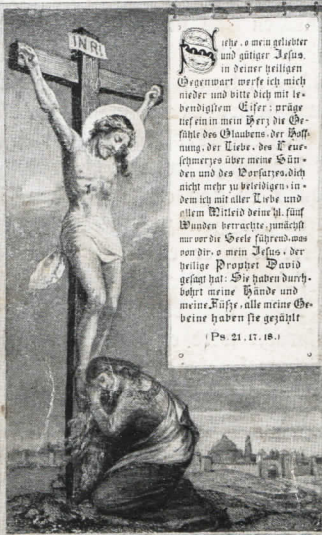 INRI
Siehe, o mein geliebter
und gütiger Jesus,
in deiner heiligen
Gegenwart werfe ich mich
nieder und bitte dich mit le-
bendigstem Eifer: präge
tief ein in mein Herz die Ge-
fühle des Glaubens, der Hoff-
nung, der Liebe, des Reue-
schmerzes über meine Sün-
den und des Vorsatzes, dich
nicht mehr zu beleidigen, in-
dem ich mit aller Liebe und
allem Mitleid deine hl. fünf
Wunden betrachte, zunächst
mir vor die Seele führend, was
von dir, o mein Jesus, der
heilige Prophet David
gesagt hat: Sie haben durch-
bohrt meine Hände und
meine Füsze, alle meine Ge-
beine haben sie gezählt
(Ps. 21. 17. 18.)